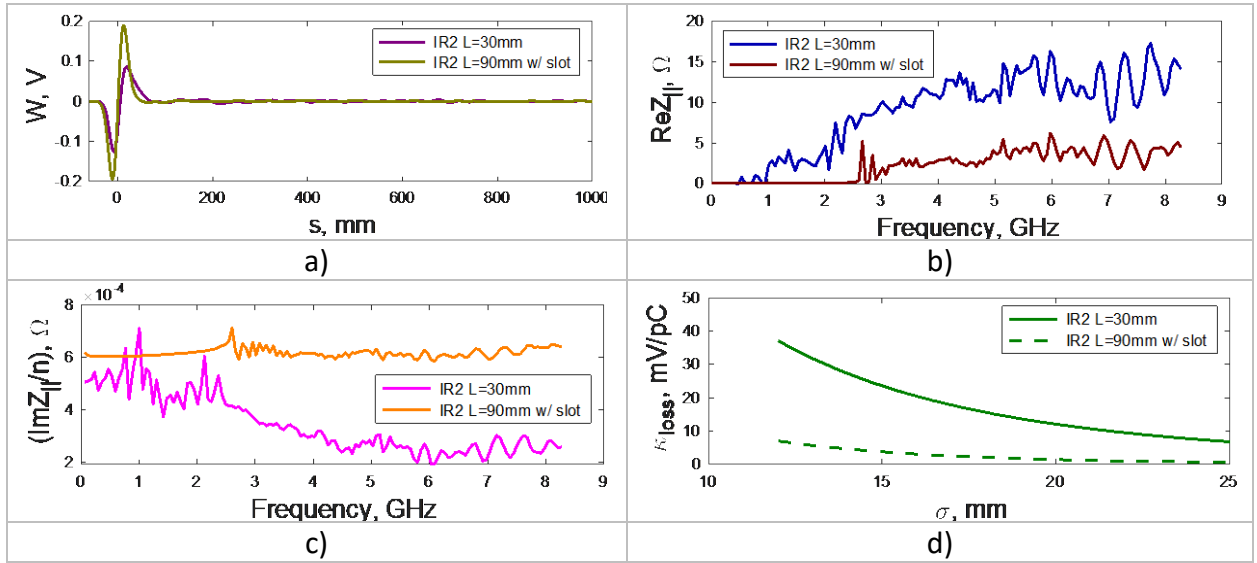 0.2
0.1
0
0.1
0.2
W, V
IR2 L=30mm
IR2 L=90mm w/ slot
0 200 400 600 800 1000
s, mm
a)
20
15
10
5
0
ReZ||, Ω
IR2 L=30mm
IR2 L=90mm w/ slot
0 1 2 3 4 5 6 7 8 9
Frequency, GHz
b)
× 10⁻⁴
8
6
4
2
(ImZ||/n), Ω
IR2 L=30mm
IR2 L=90mm w/ slot
0 1 2 3 4 5 6 7 8 9
Frequency, GHz
c)
50
40
30
20
10
0
κloss, mV/pC
IR2 L=30mm
IR2 L=90mm w/ slot
10 15 20 25
σ, mm
d)